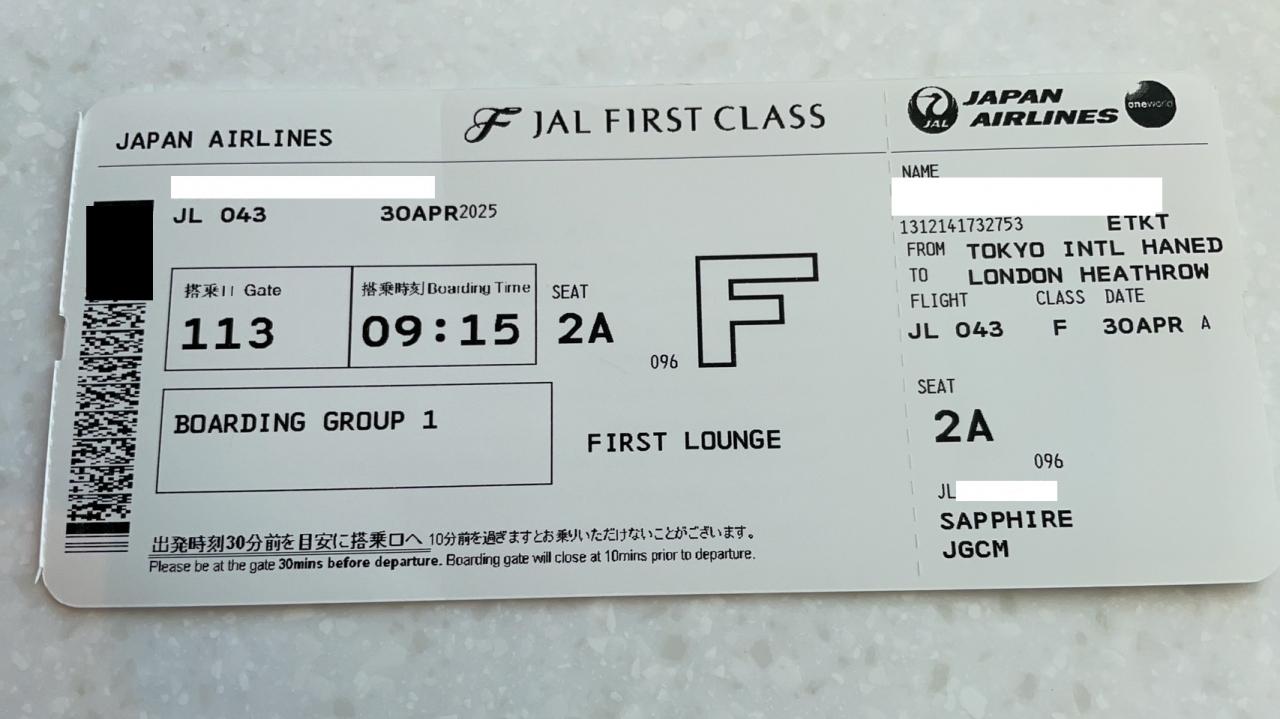 JAPAN AIRLINES
JAL FIRST CLASS
JL 043 30APR2025
搭乗口 Gate
113
搭乗時刻 Boarding Time
09:15
SEAT
2A
096
F
BOARDING GROUP 1
FIRST LOUNGE
出発時刻30分前を目安に搭乗口へ 10分前を過ぎますとお乗りいただけないことがございます。
Please be at the gate 30mins before departure. Boarding gate will close at 10mins prior to departure.
JAL
JAPAN
AIRLINES
oneworld
NAME
1312141732753 ETKT
FROM TOKYO INTL HANED
TO LONDON HEATHROW
FLIGHT CLASS DATE
JL 043 F 30APR A
SEAT
2A
096
JL
SAPPHIRE
JGCM